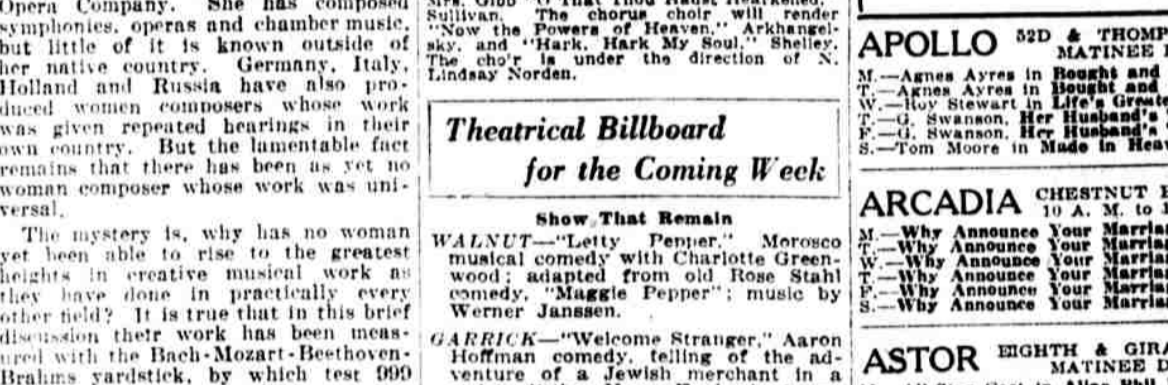 Opera Company. She has composed
symphonies, operas and chamber music,
but little of it is known outside of
her native country. Germany, Italy,
Holland and Russia have also pro-
duced women composers whose work
was given repeated hearings in their
own country. But the lamentable fact
remains that there has been as yet no
woman composer whose work was uni-
versal.
The mystery is, why has no woman
yet been able to rise to the greatest
heights in creative musical work as
they have done in practically every
other field? It is true that in this brief
discussion their work has been meas-
ured with the Bach-Mozart-Beethoven-
Brahms yardstick, by which test 999
Mrs. Gibb "O That Thou Hadst Hearkened,"
Sullivan. The chorus choir will render
"Now the Powers of Heaven," Arkhangel-
sky, and "Hark, Hark My Soul," Shelley.
The cho'r is under the direction of N.
Lindsay Norden.
Theatrical Billboard
for the Coming Week
Show That Remain
WALNUT—"Letty Pepper," Morosco
musical comedy with Charlotte Green-
wood; adapted from old Rose Stahl
comedy, "Maggie Pepper"; music by
Werner Janssen.
GARRICK—"Welcome Stranger," Aaron
Hoffman comedy, telling of the ad-
venture of a Jewish merchant in a
APOLLO 52D & THOMP
MATINEE
M.—Agnes Ayres in Bought and
T.—Agnes Ayres in Bought and
W.—Roy Stewart in Life's Greate
T.—G. Swanson, Her Husband's
F.—G. Swanson, Her Husband's
S.—Tom Moore in Made in Heav
ARCADIA CHESTNUT
10 A. M. to
M.—Why Announce Your Marria
T.—Why Announce Your Marria
W.—Why Announce Your Marria
T.—Why Announce Your Marria
F.—Why Announce Your Marria
S.—Why Announce Your Marria
ASTOR EIGHTH & GIRA
MATINEE